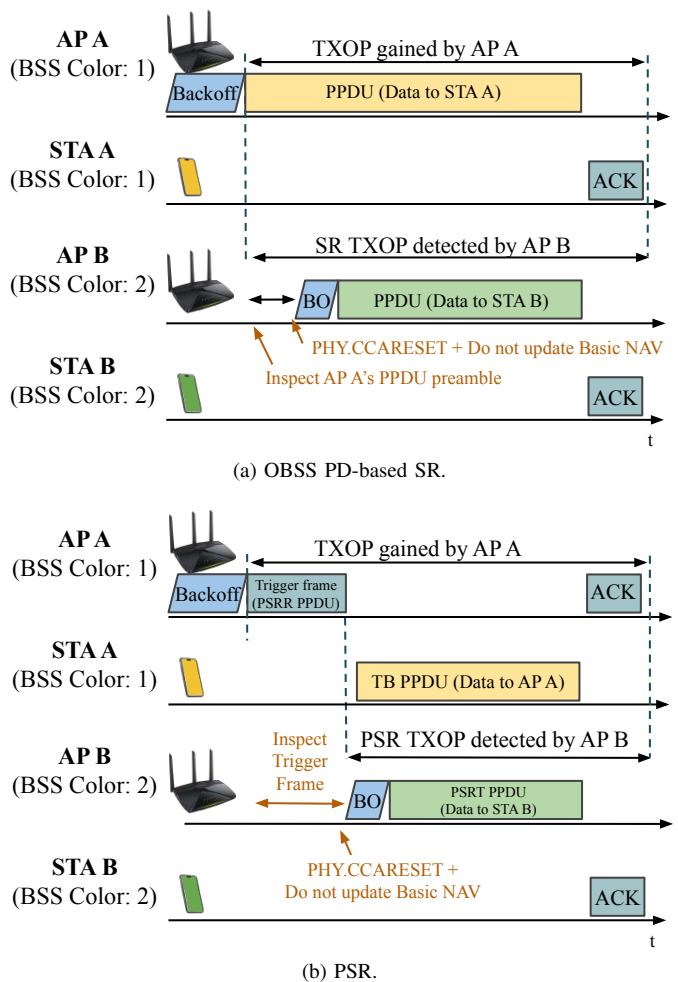 AP A
(BSS Color: 1)
TXOP gained by AP A
Backoff
PPDU (Data to STA A)
STA A
(BSS Color: 1)
ACK
AP B
(BSS Color: 2)
SR TXOP detected by AP B
BO
PPDU (Data to STA B)
PHY.CCARESET + Do not update Basic NAV
Inspect AP A's PPDU preamble
STA B
(BSS Color: 2)
ACK
t
(a) OBSS PD-based SR.
AP A
(BSS Color: 1)
TXOP gained by AP A
Backoff
Trigger frame
(PSRR PPDU)
ACK
STA A
(BSS Color: 1)
TB PPDU (Data to AP A)
AP B
(BSS Color: 2)
Inspect
Trigger
Frame
PSR TXOP detected by AP B
BO
PSRT PPDU
(Data to STA B)
PHY.CCARESET +
Do not update Basic NAV
STA B
(BSS Color: 2)
ACK
t
(b) PSR.